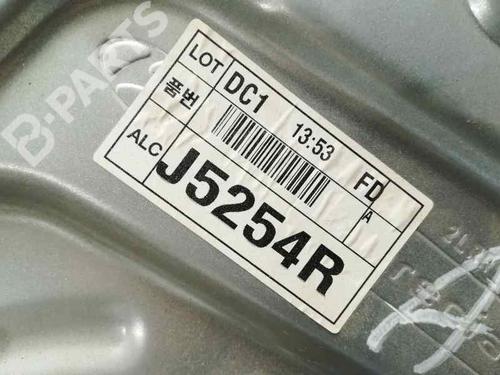 B-PARTS
LOT DC1 13:53 FD
품번 A
ALC J5254R